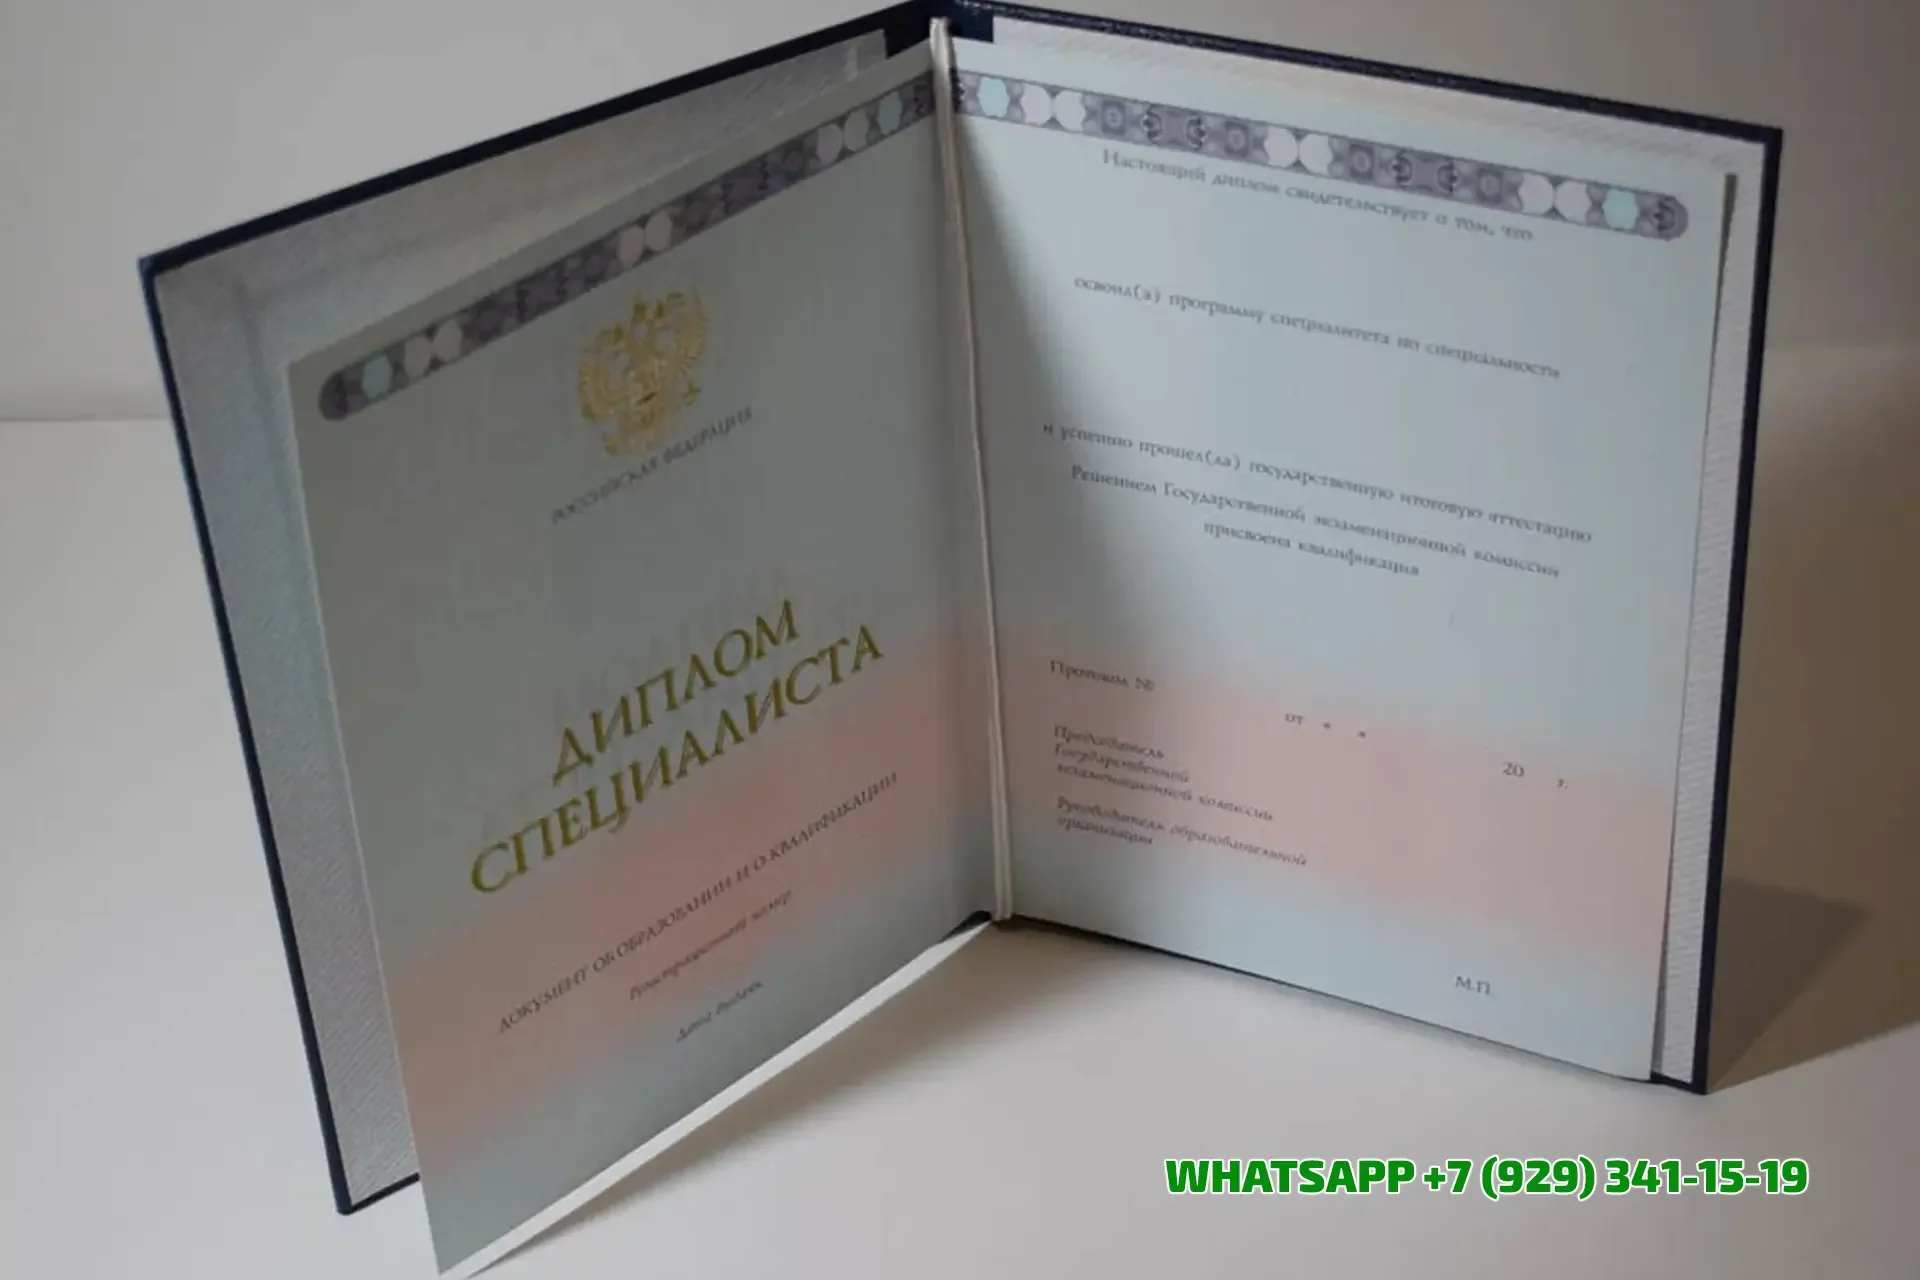 РОССИЙСКАЯ ФЕДЕРАЦИЯ
ДИПЛОМ
СПЕЦИАЛИСТА
ДОКУМЕНТ ОБ ОБРАЗОВАНИИ И О КВАЛИФИКАЦИИ
Регистрационный номер
Дата выдачи
Настоящий диплом свидетельствует о том, что
освоил(а) программу специалитета по специальности
и успешно прошел(ла) государственную итоговую аттестацию
Решением Государственной экзаменационной комиссии
присвоена квалификация
Протокол №
от « »
20 г.
Председатель
Государственной
экзаменационной комиссии
Руководитель образовательной
организации
М.П.
WHATSAPP +7 (929) 341-15-19